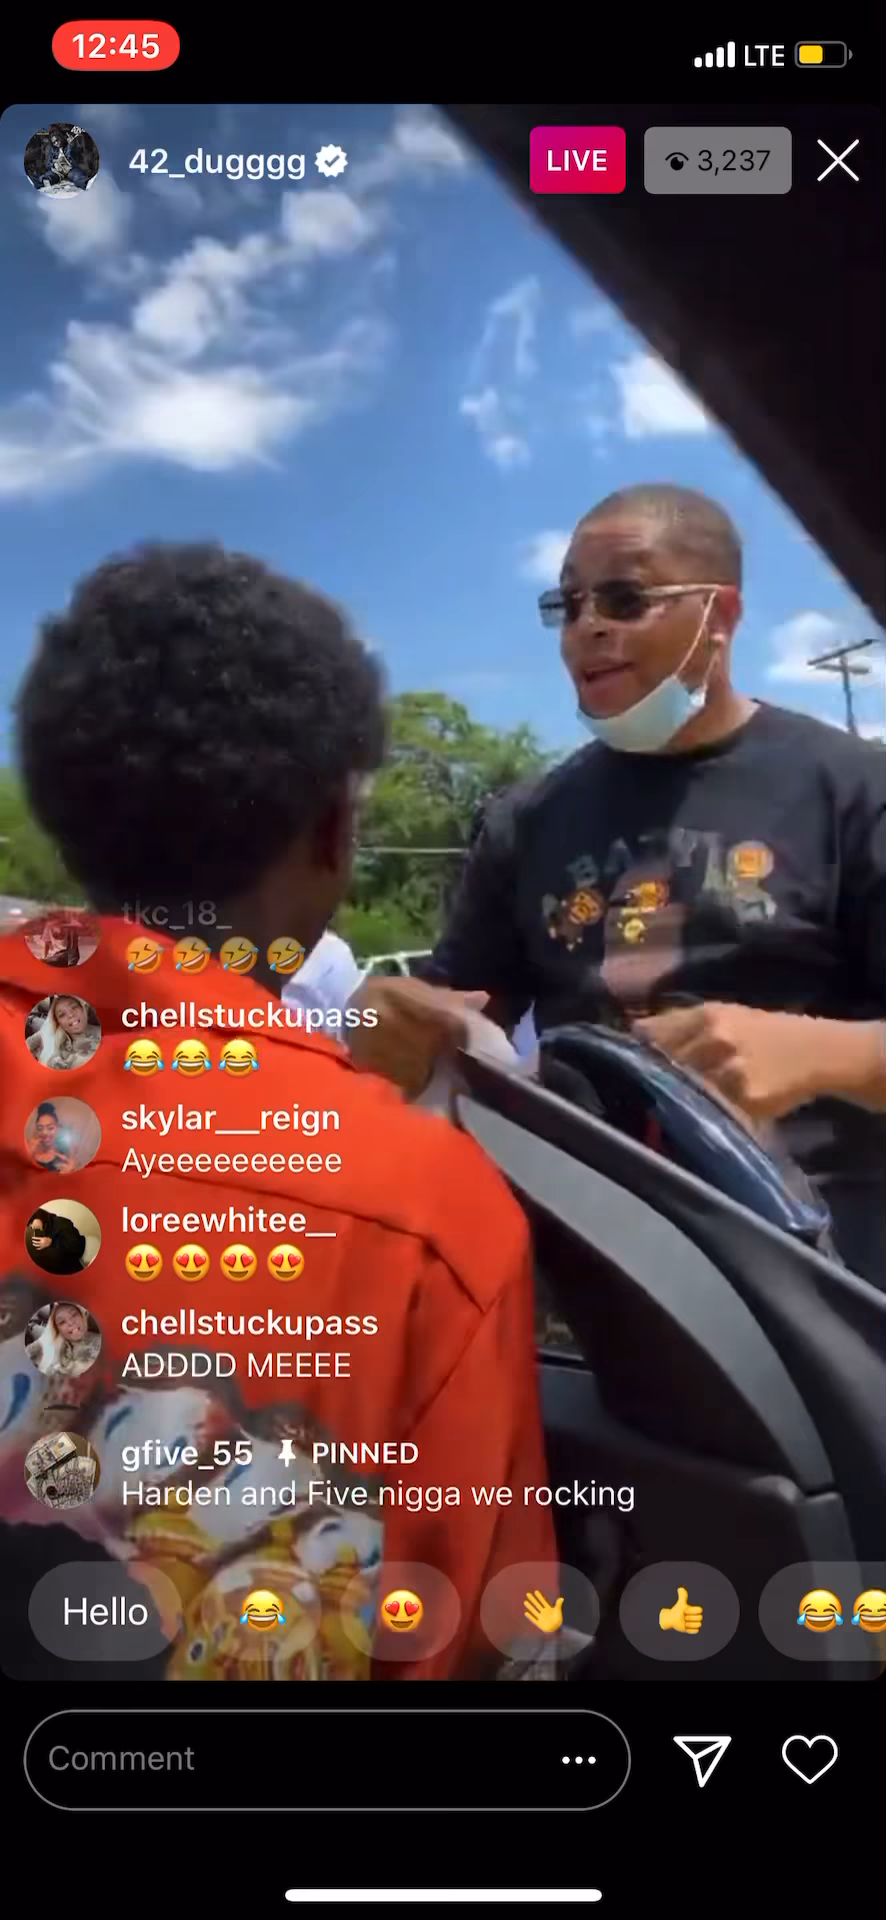 12:45
LTE
42_dugggg
LIVE
3,237
tkc_18_
🤣🤣🤣🤣
chellstuckupass
😂😂😂
skylar___reign
Ayeeeeeeeeee
loreewhitee__
😍😍😍😍
chellstuckupass
ADDDD MEEEE
gfive_55 📌 PINNED
Harden and Five nigga we rocking
Hello 😂 😍 👋 👍 😂😂
Comment ...